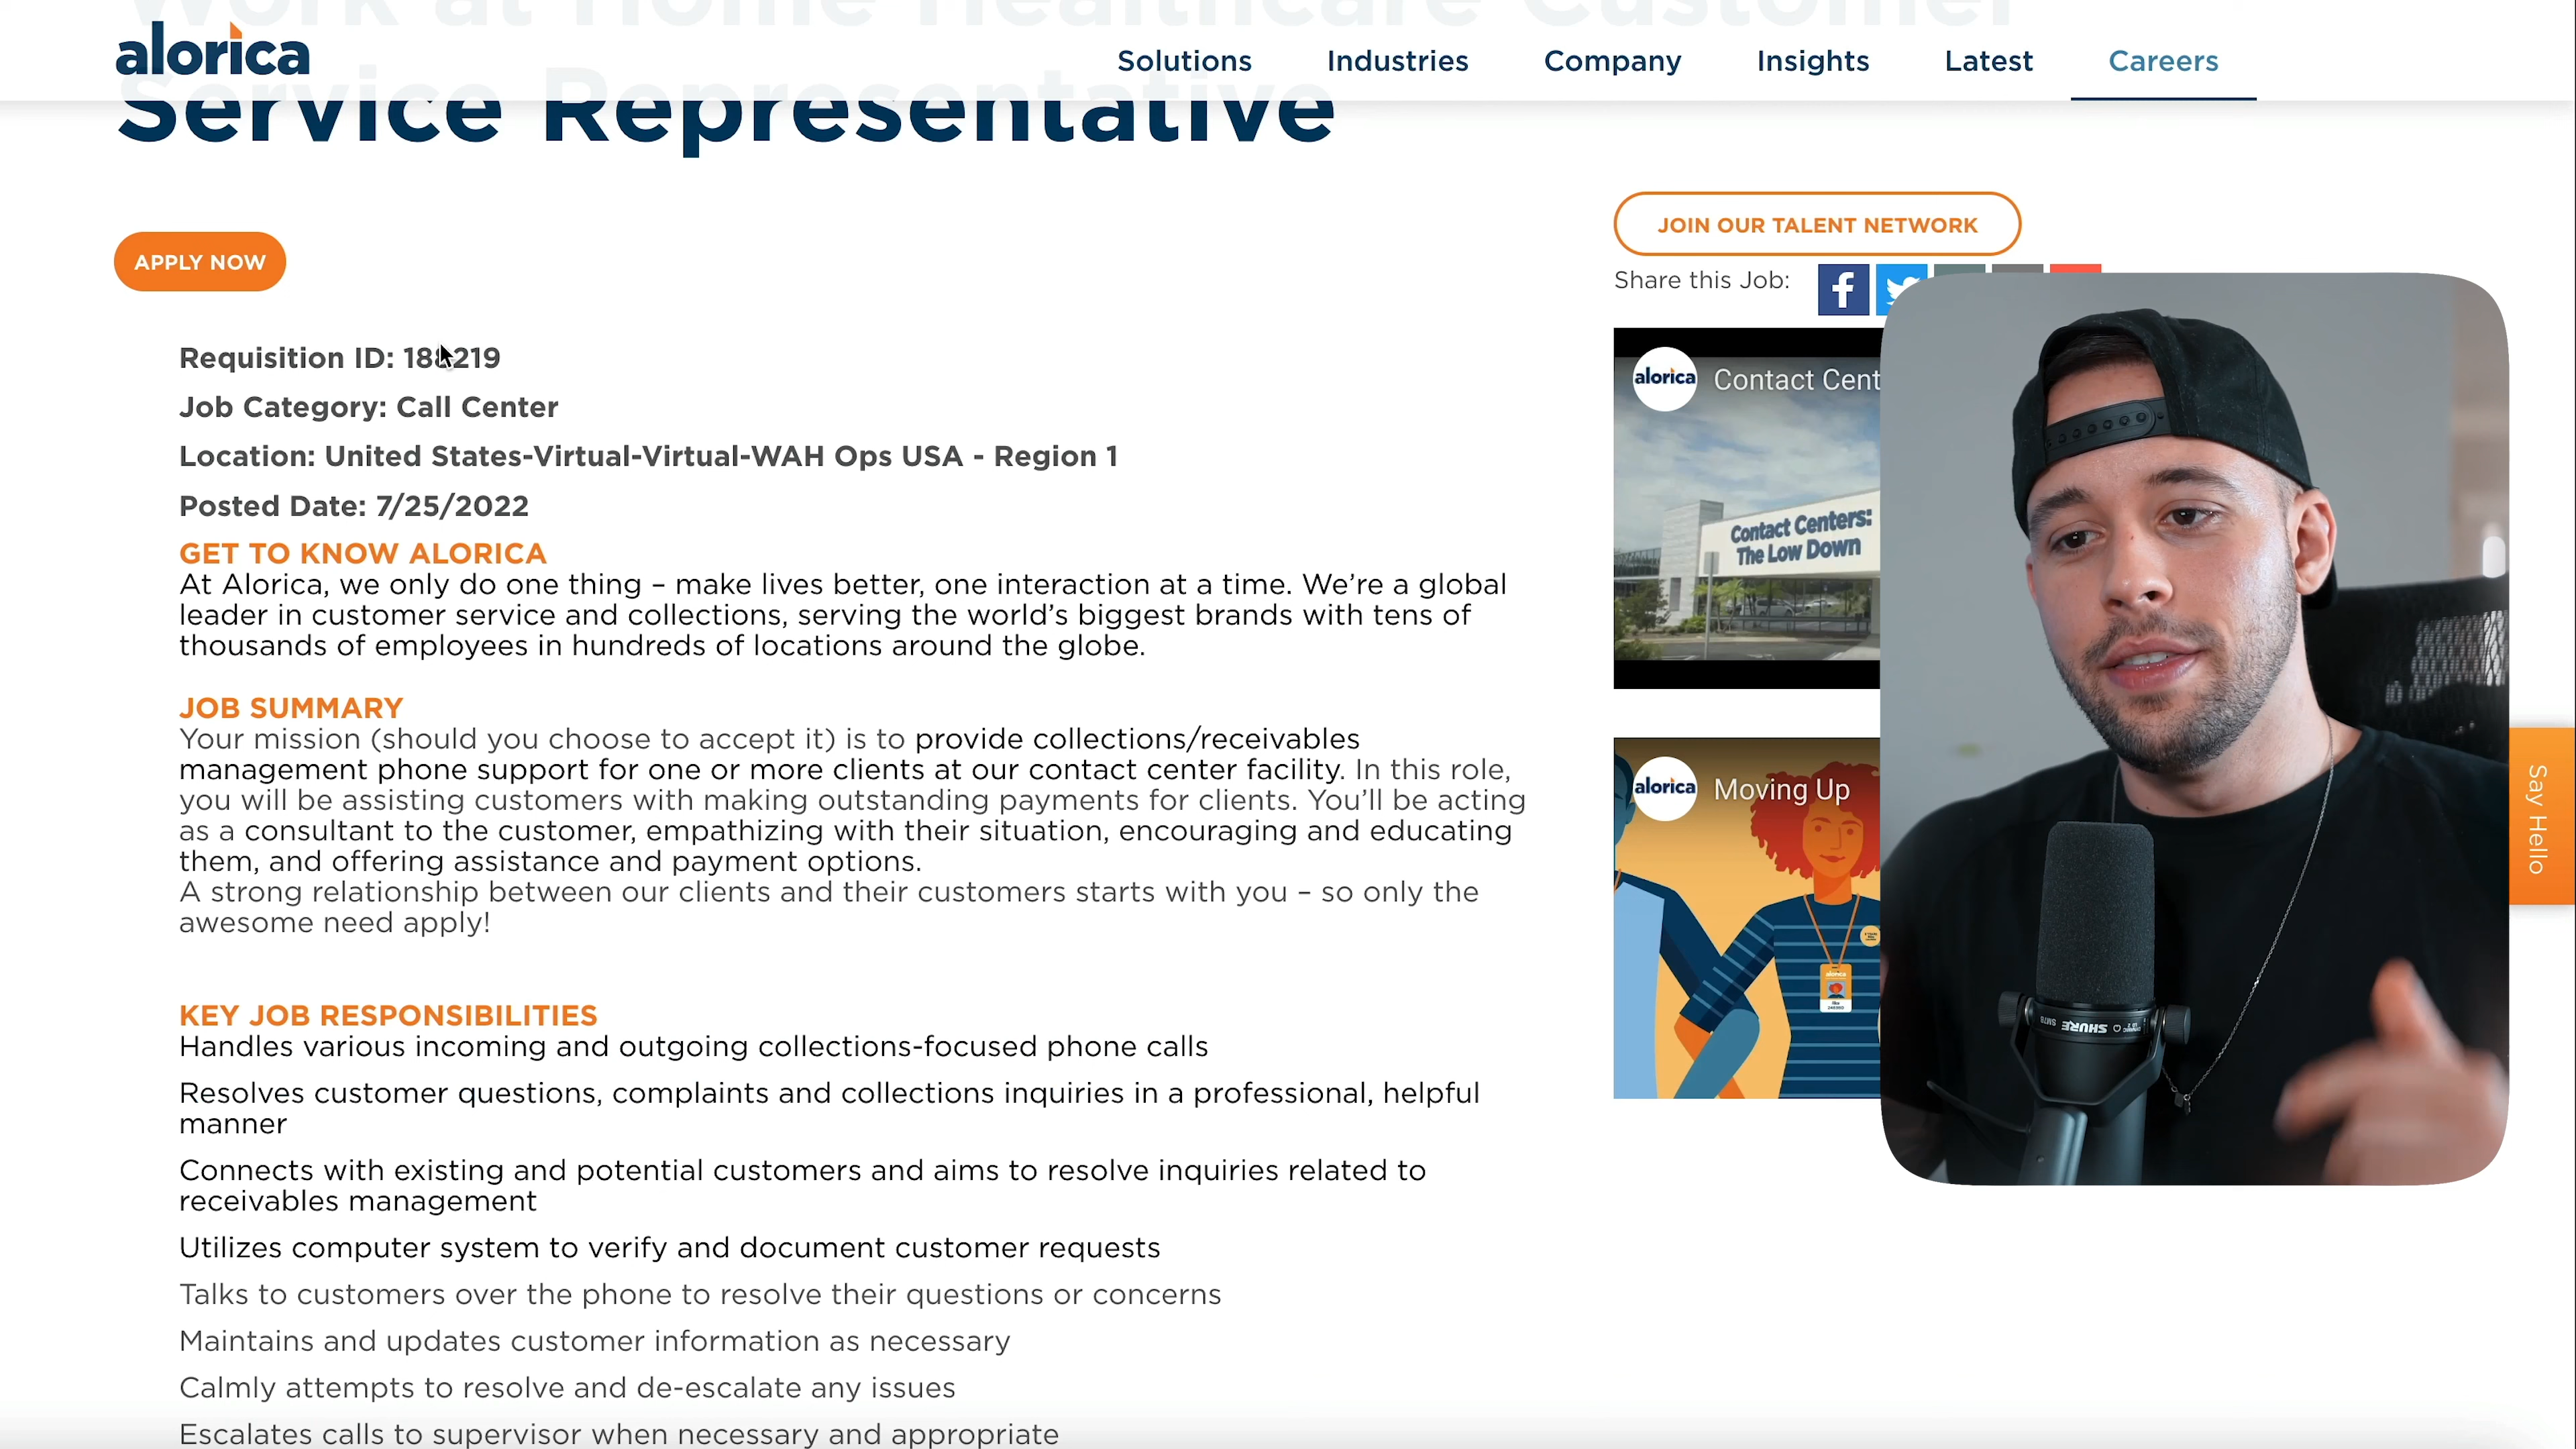 Work at Home Healthcare Customer
alorica
Solutions
Industries
Company
Insights
Latest
Careers
Service Representative
JOIN OUR TALENT NETWORK
APPLY NOW
Share this Job:
Requisition ID: 188219
Job Category: Call Center
Location: United States-Virtual-Virtual-WAH Ops USA - Region 1
Posted Date: 7/25/2022
GET TO KNOW ALORICA
At Alorica, we only do one thing – make lives better, one interaction at a time. We’re a global
leader in customer service and collections, serving the world’s biggest brands with tens of
thousands of employees in hundreds of locations around the globe.
JOB SUMMARY
Your mission (should you choose to accept it) is to provide collections/receivables
management phone support for one or more clients at our contact center facility. In this role,
you will be assisting customers with making outstanding payments for clients. You’ll be acting
as a consultant to the customer, empathizing with their situation, encouraging and educating
them, and offering assistance and payment options.
A strong relationship between our clients and their customers starts with you – so only the
awesome need apply!
KEY JOB RESPONSIBILITIES
Handles various incoming and outgoing collections-focused phone calls
Resolves customer questions, complaints and collections inquiries in a professional, helpful
manner
Connects with existing and potential customers and aims to resolve inquiries related to
receivables management
Utilizes computer system to verify and document customer requests
Talks to customers over the phone to resolve their questions or concerns
Maintains and updates customer information as necessary
Calmly attempts to resolve and de-escalate any issues
Escalates calls to supervisor when necessary and appropriate
alorica
Contact Cent
Contact Centers:
The Low Down
alorica
Moving Up
alorica
SHURE
SM7B
Say Hello